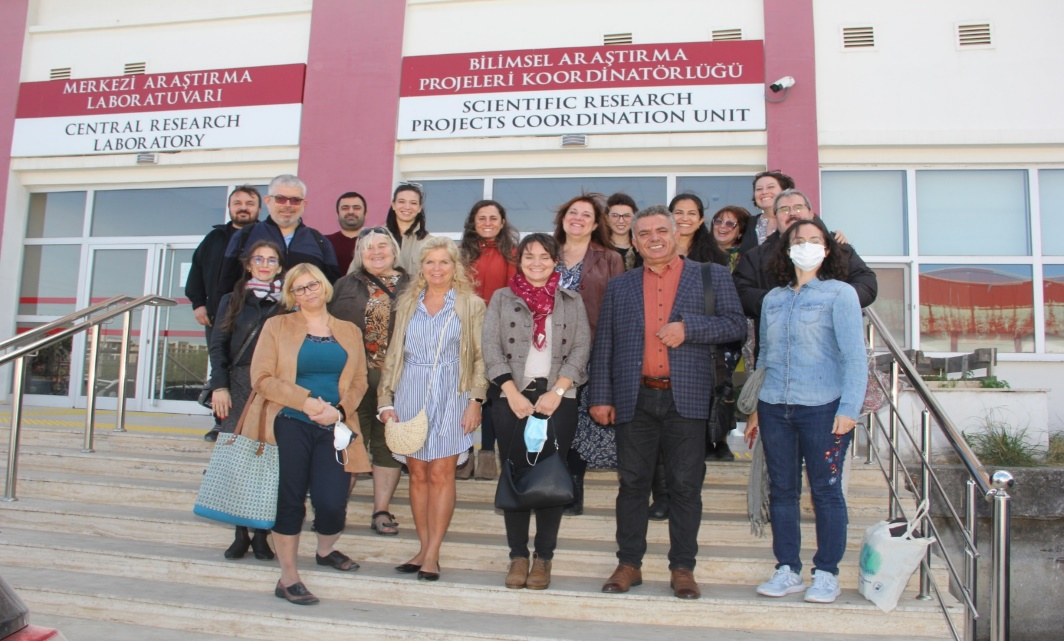 MERKEZİ ARAŞTIRMA
LABORATUVARI
CENTRAL RESEARCH
LABORATORY
BİLİMSEL ARAŞTIRMA
PROJELERİ KOORDİNATÖRLÜĞÜ
SCIENTIFIC RESEARCH
PROJECTS COORDINATION UNIT